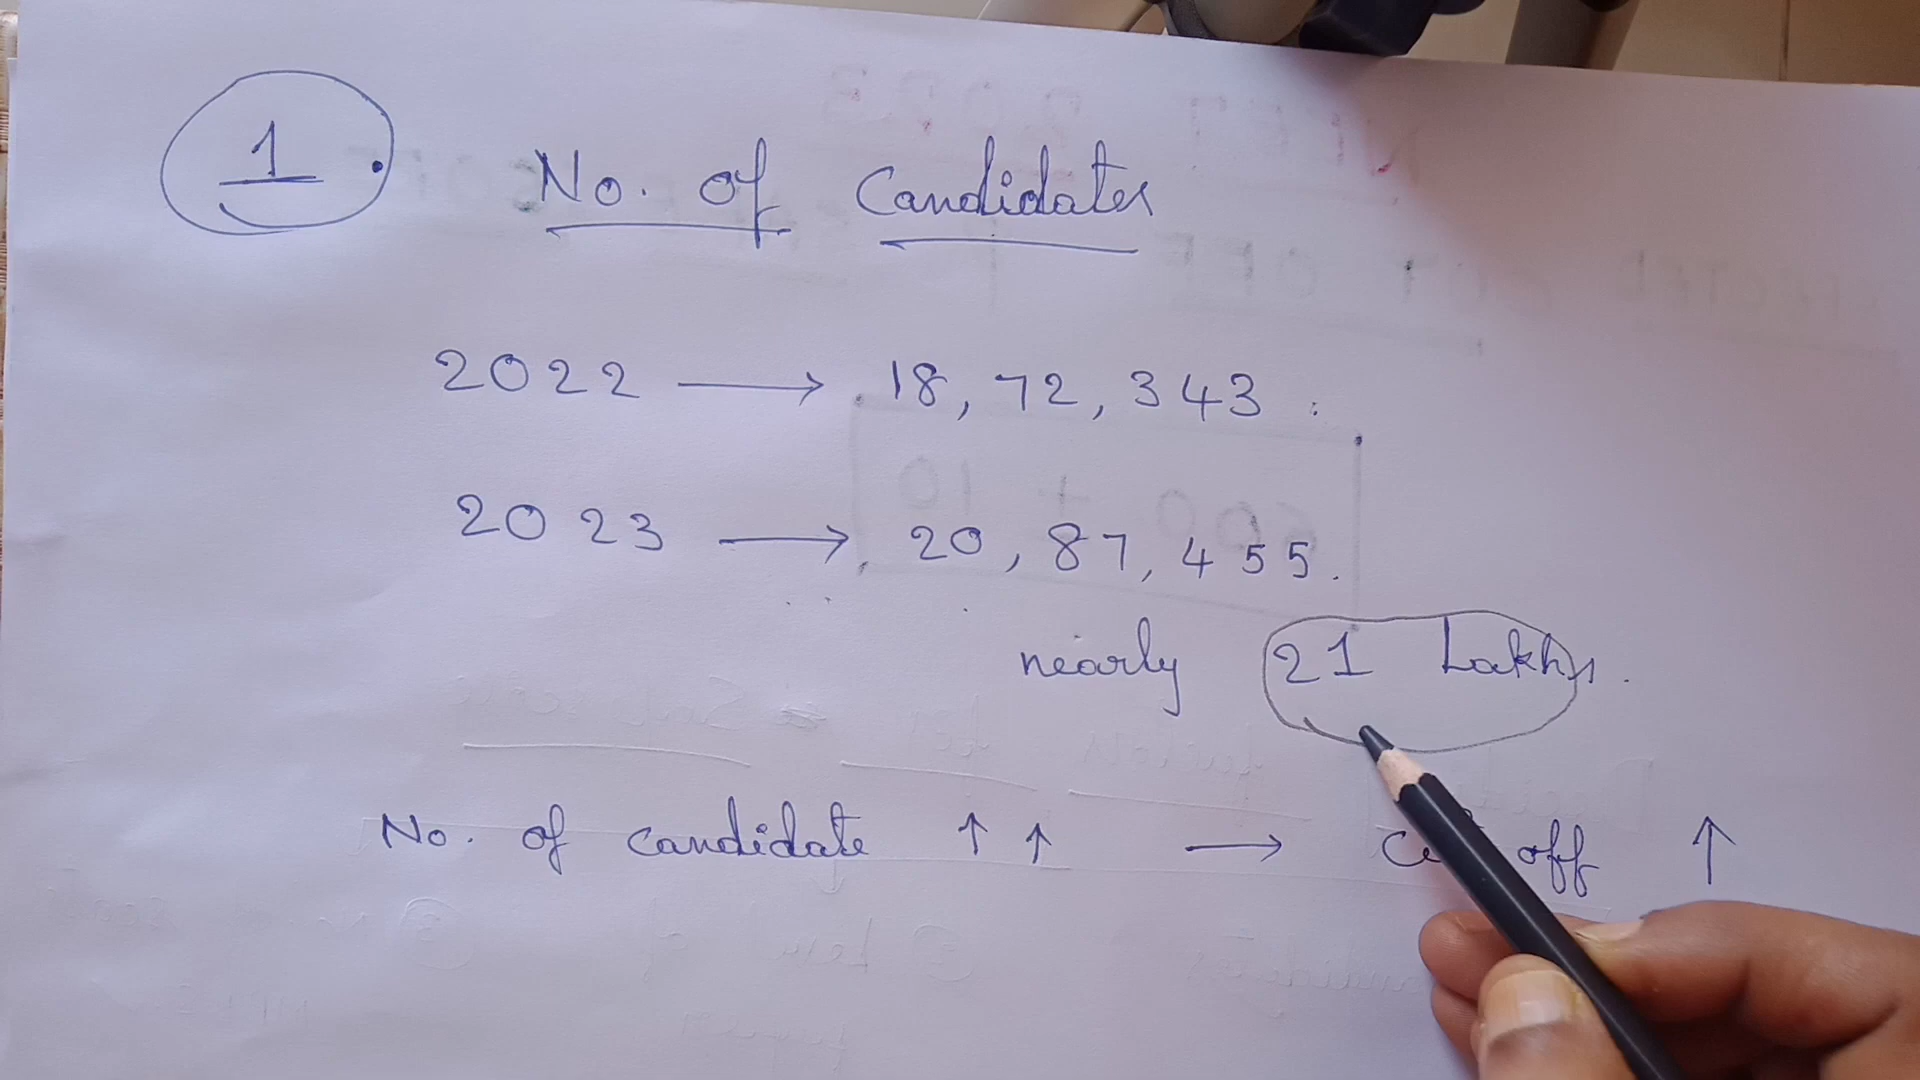 1.
No. of Candidates
2022 → 18,72,343.
2023 → 20,87,455.
nearly 21 Lakhs.
No. of candidate ↑ ↑ → off ↑